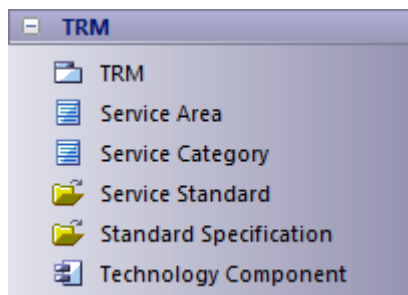 TRM
TRM
Service Area
Service Category
Service Standard
Standard Specification
Technology Component